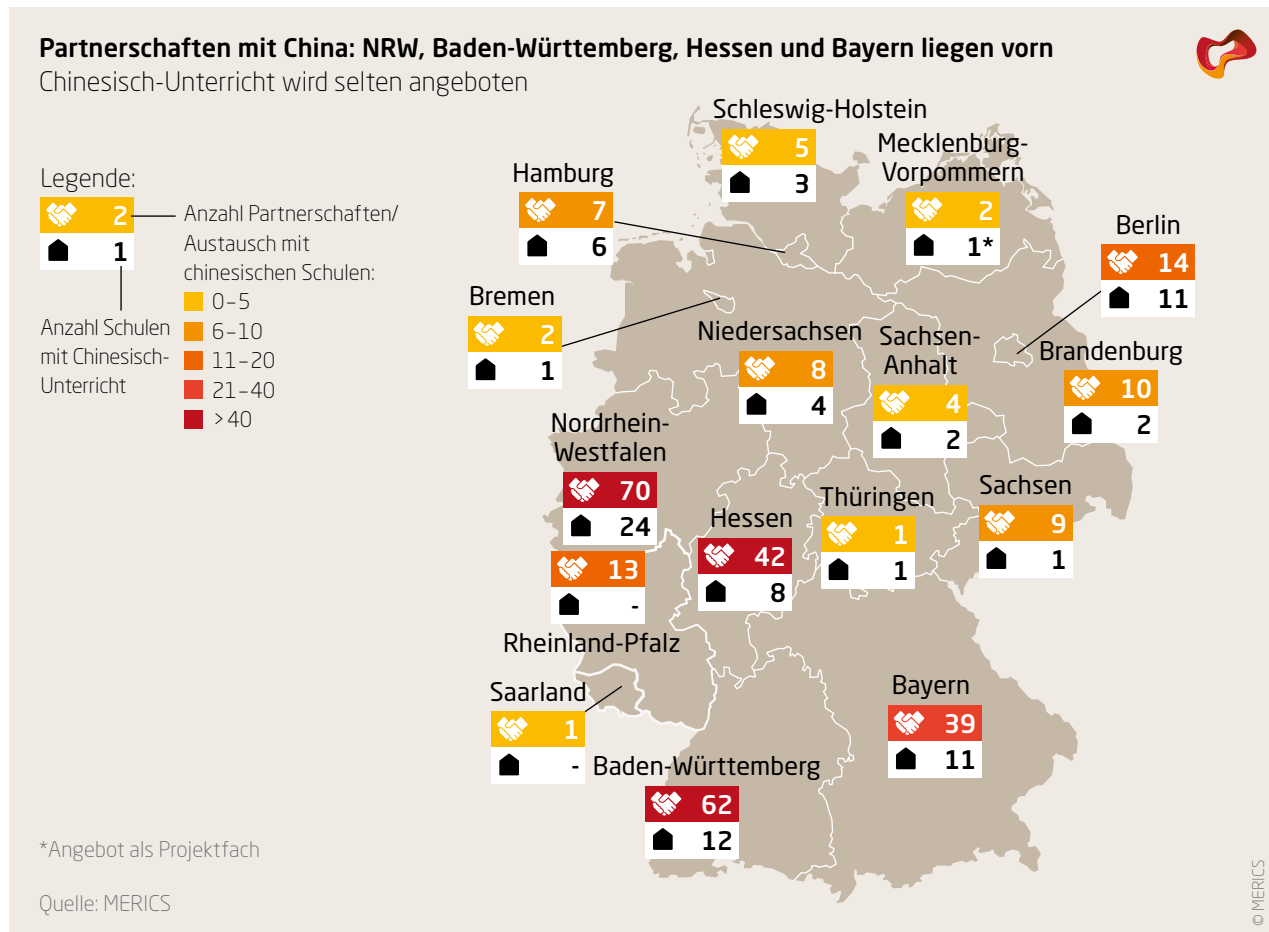 Partnerschaften mit China: NRW, Baden-Württemberg, Hessen und Bayern liegen vorn
Chinesisch-Unterricht wird selten angeboten
Legende:
2
1
Anzahl Partnerschaften/
Austausch mit
chinesischen Schulen:
0–5
6–10
11–20
21–40
>40
Anzahl Schulen
mit Chinesisch-
Unterricht
Schleswig-Holstein
5
3
Mecklenburg-
Vorpommern
2
1*
Hamburg
7
6
Berlin
14
11
Bremen
2
1
Niedersachsen
8
4
Sachsen-
Anhalt
4
2
Brandenburg
10
2
Nordrhein-
Westfalen
70
24
Hessen
42
8
Thüringen
1
1
Sachsen
9
1
13
-
Rheinland-Pfalz
Saarland
1
-
Baden-Württemberg
62
12
Bayern
39
11
*Angebot als Projektfach
Quelle: MERICS
© MERICS